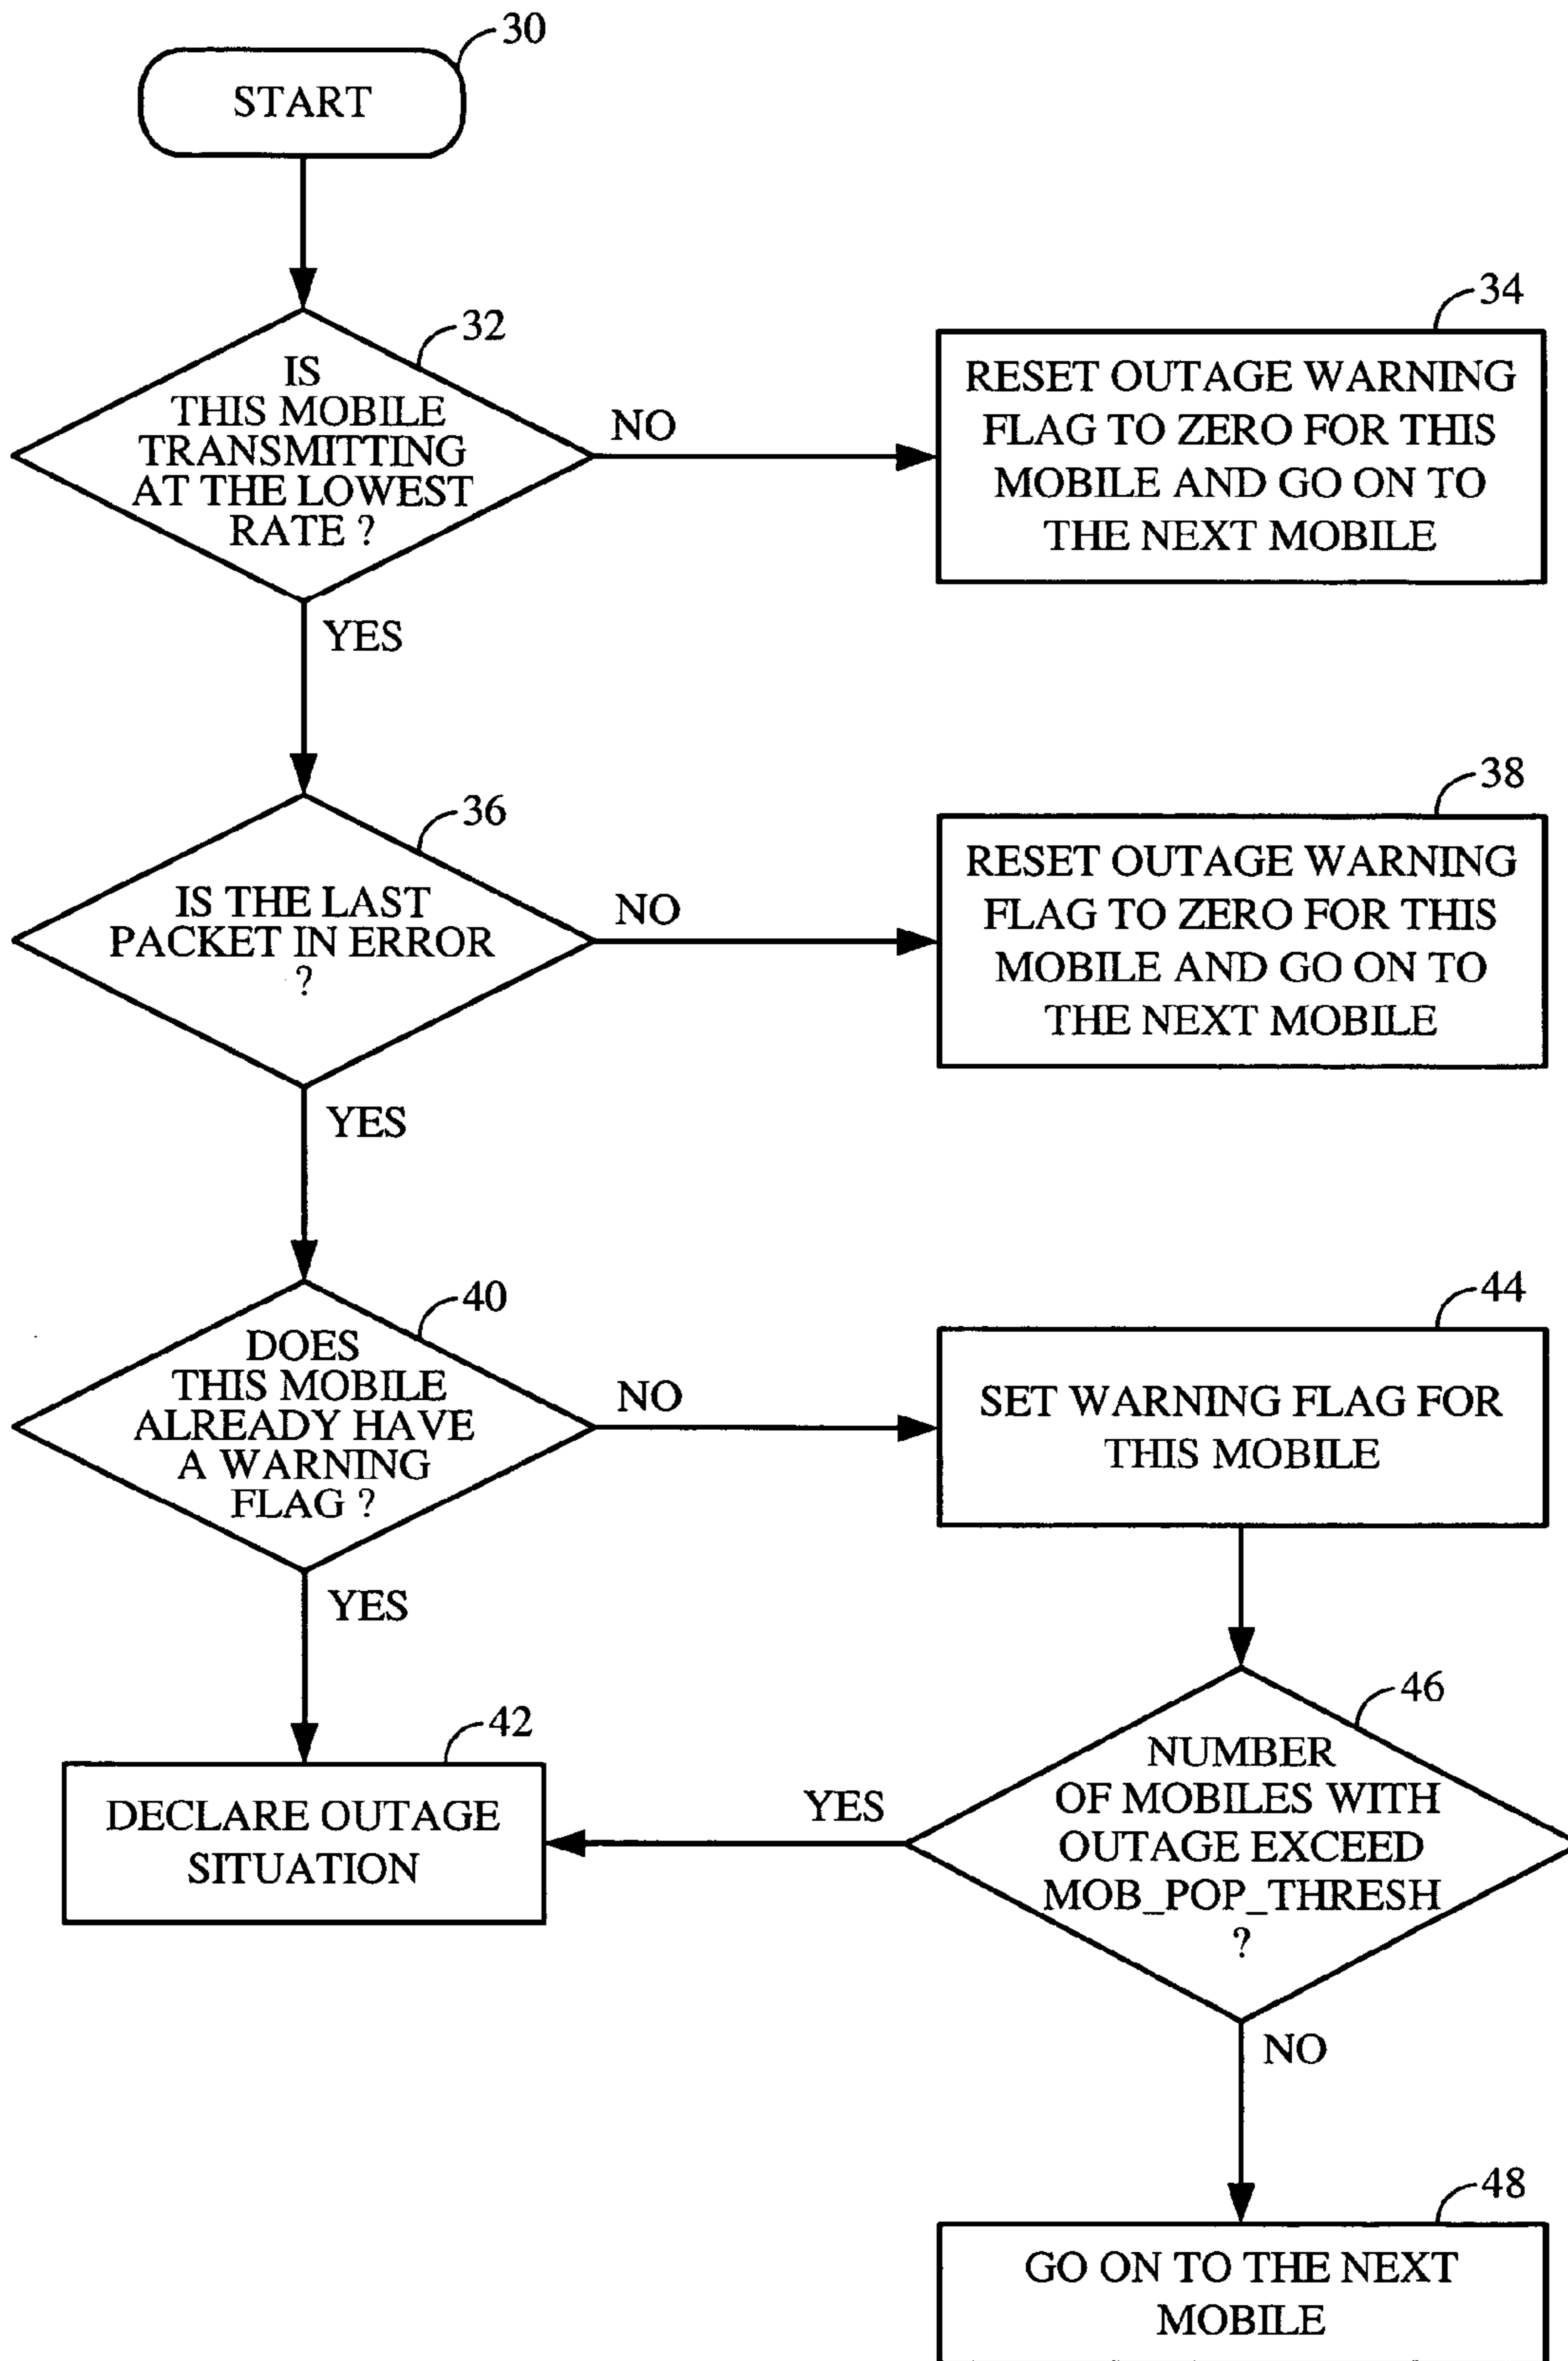 30
START
32
IS
THIS MOBILE
TRANSMITTING
AT THE LOWEST
RATE ?
NO
34
RESET OUTAGE WARNING
FLAG TO ZERO FOR THIS
MOBILE AND GO ON TO
THE NEXT MOBILE
YES
36
IS THE LAST
PACKET IN ERROR
?
NO
38
RESET OUTAGE WARNING
FLAG TO ZERO FOR THIS
MOBILE AND GO ON TO
THE NEXT MOBILE
YES
40
DOES
THIS MOBILE
ALREADY HAVE
A WARNING
FLAG ?
NO
44
SET WARNING FLAG FOR
THIS MOBILE
YES
42
DECLARE OUTAGE
SITUATION
46
NUMBER
OF MOBILES WITH
OUTAGE EXCEED
MOB_POP_THRESH
?
YES
NO
48
GO ON TO THE NEXT
MOBILE